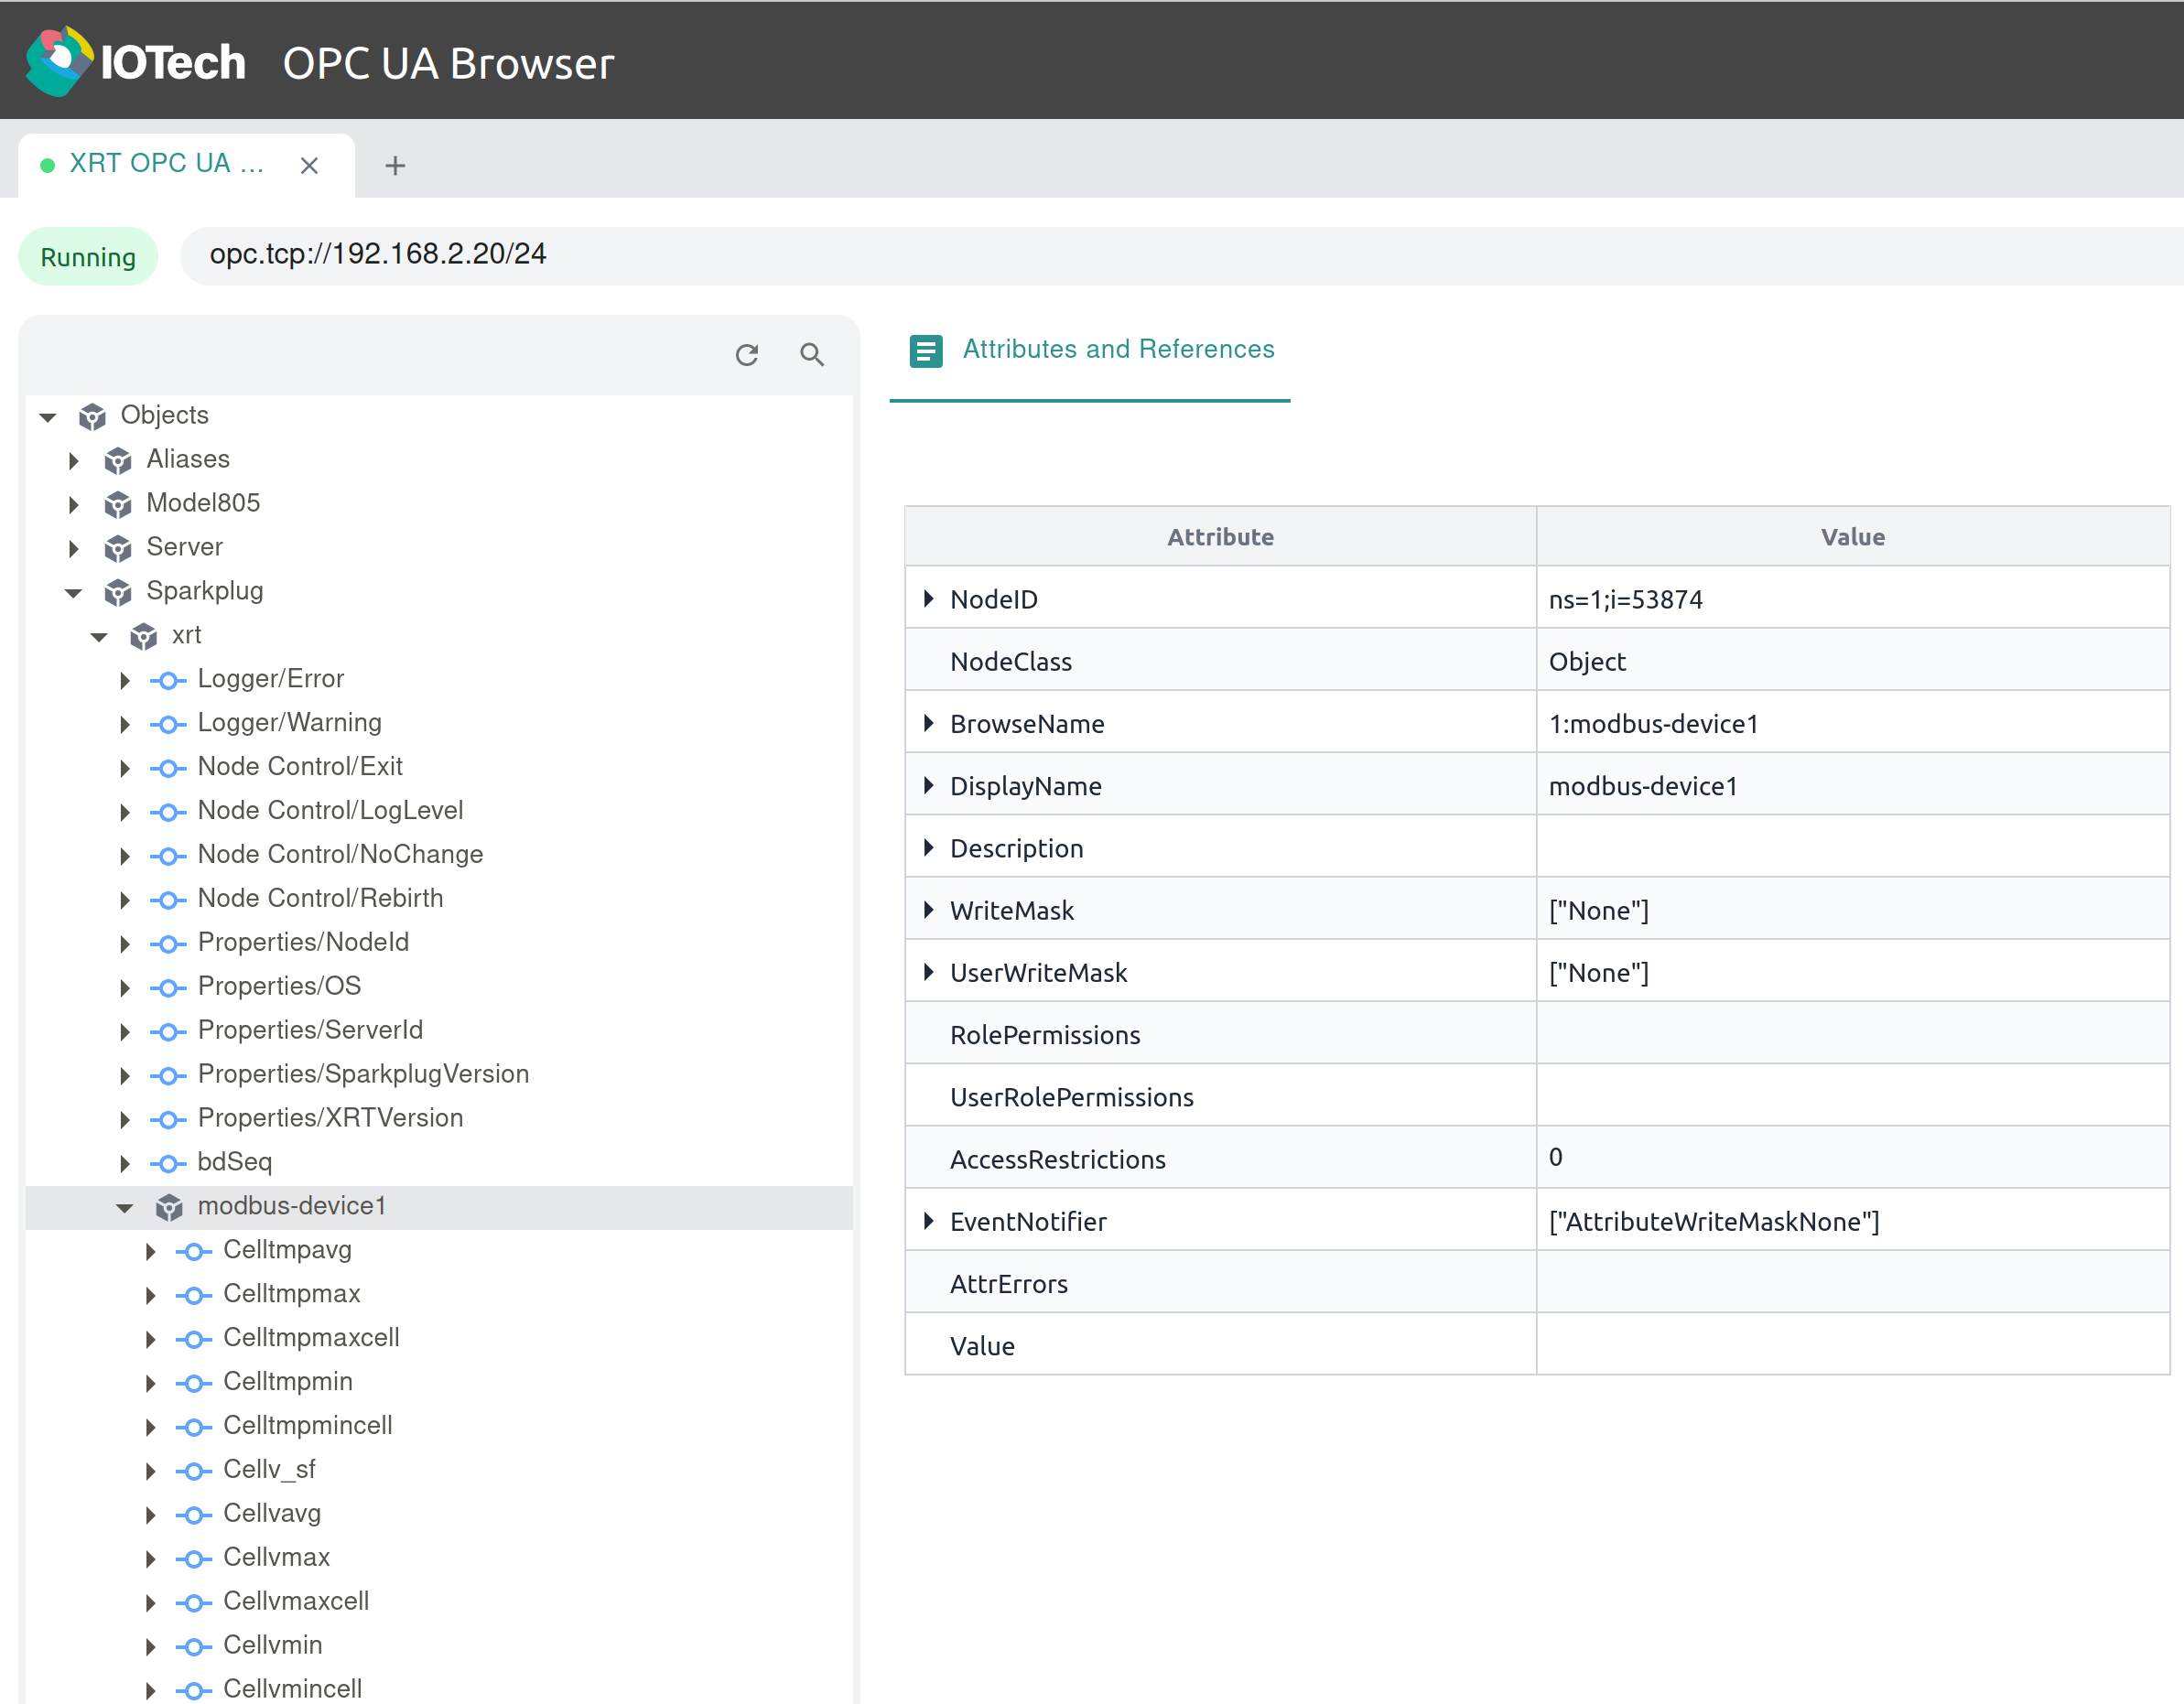 IOTech OPC UA Browser
XRT OPC UA ...
Running
opc.tcp://192.168.2.20/24
Objects
Aliases
Model805
Server
Sparkplug
xrt
Logger/Error
Logger/Warning
Node Control/Exit
Node Control/LogLevel
Node Control/NoChange
Node Control/Rebirth
Properties/NodeId
Properties/OS
Properties/ServerId
Properties/SparkplugVersion
Properties/XRTVersion
bdSeq
modbus-device1
Celltmpavg
Celltmpmax
Celltmpmaxcell
Celltmpmin
Celltmpmincell
Cellv_sf
Cellvavg
Cellvmax
Cellvmaxcell
Cellvmin
Cellvmincell
Attributes and References
Attribute Value
NodeID ns=1;i=53874
NodeClass Object
BrowseName 1:modbus-device1
DisplayName modbus-device1
Description
WriteMask ["None"]
UserWriteMask ["None"]
RolePermissions
UserRolePermissions
AccessRestrictions 0
EventNotifier ["AttributeWriteMaskNone"]
AttrErrors
Value